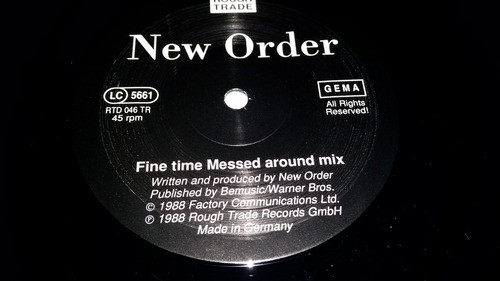 ROUGH
TRADE
New Order
LC 5661
RTD 046 TR
45 rpm
GEMA
All Rights
Reserved!
Fine time Messed around mix
Written and produced by New Order
Published by Bemusic/Warner Bros.
© 1988 Factory Communications Ltd.
℗ 1988 Rough Trade Records GmbH
Made in Germany